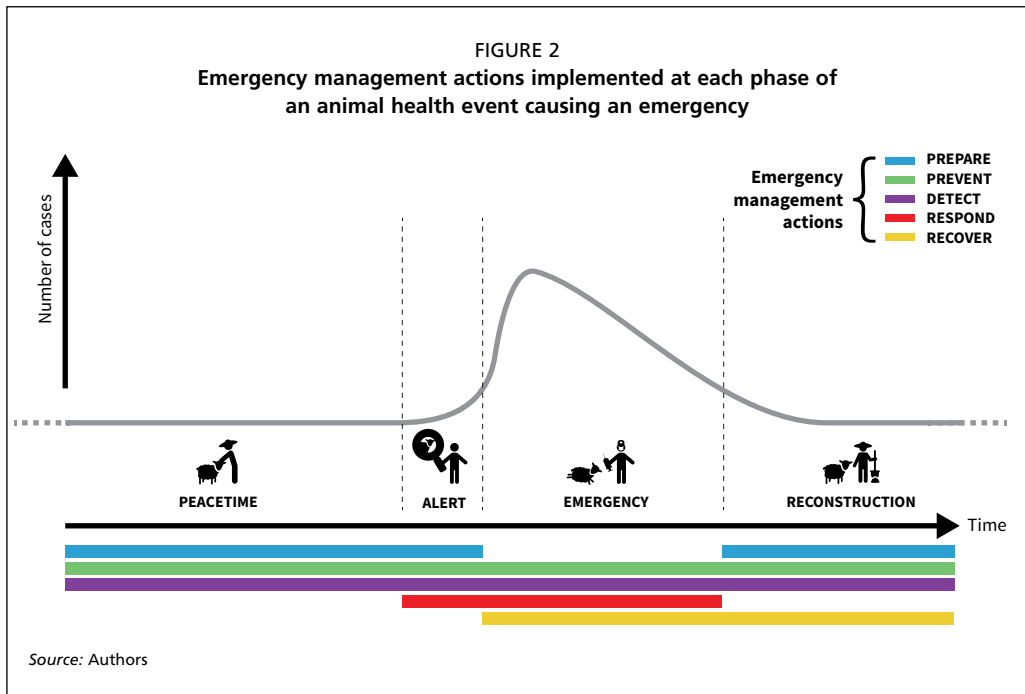 FIGURE 2
Emergency management actions implemented at each phase of
an animal health event causing an emergency
Number of cases
Emergency
management
actions
PREPARE
PREVENT
DETECT
RESPOND
RECOVER
PEACETIME
ALERT
EMERGENCY
RECONSTRUCTION
Time
Source: Authors